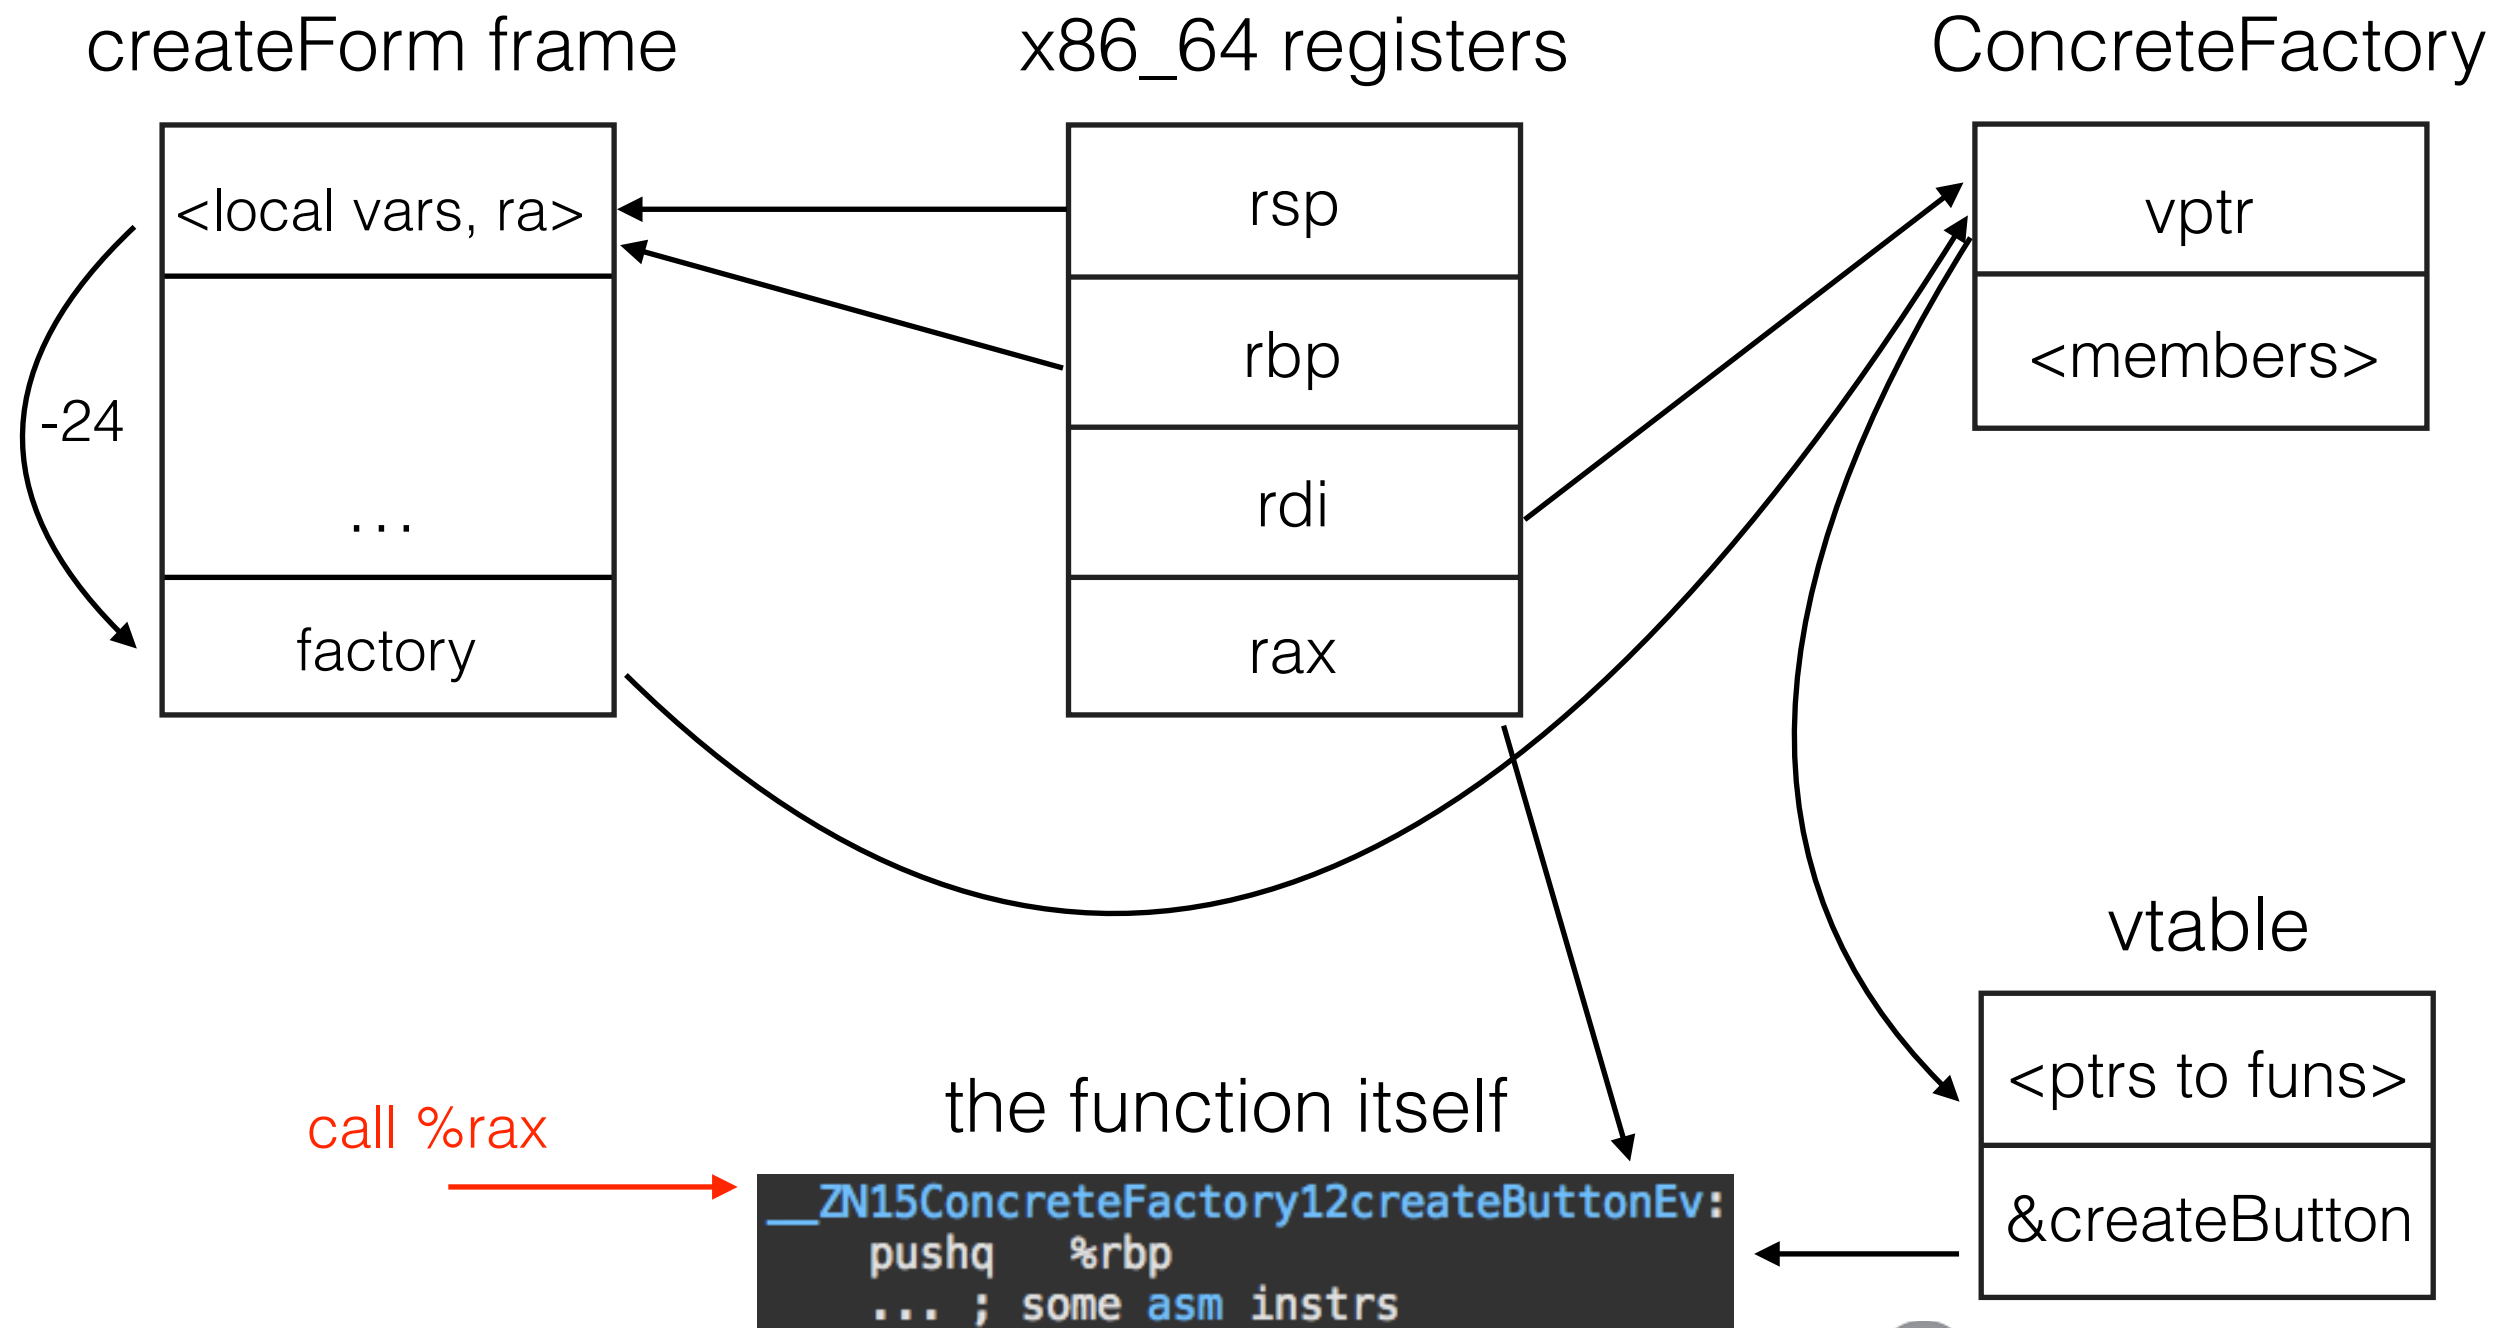 createForm frame
<local vars, ra>
-24
...
factory
x86_64 registers
rsp
rbp
rdi
rax
ConcreteFactory
vptr
<members>
vtable
<ptrs to funs>
&createButton
call %rax
the function itself
__ZN15ConcreteFactory12createButtonEv:
pushq %rbp
... ; some asm instrs